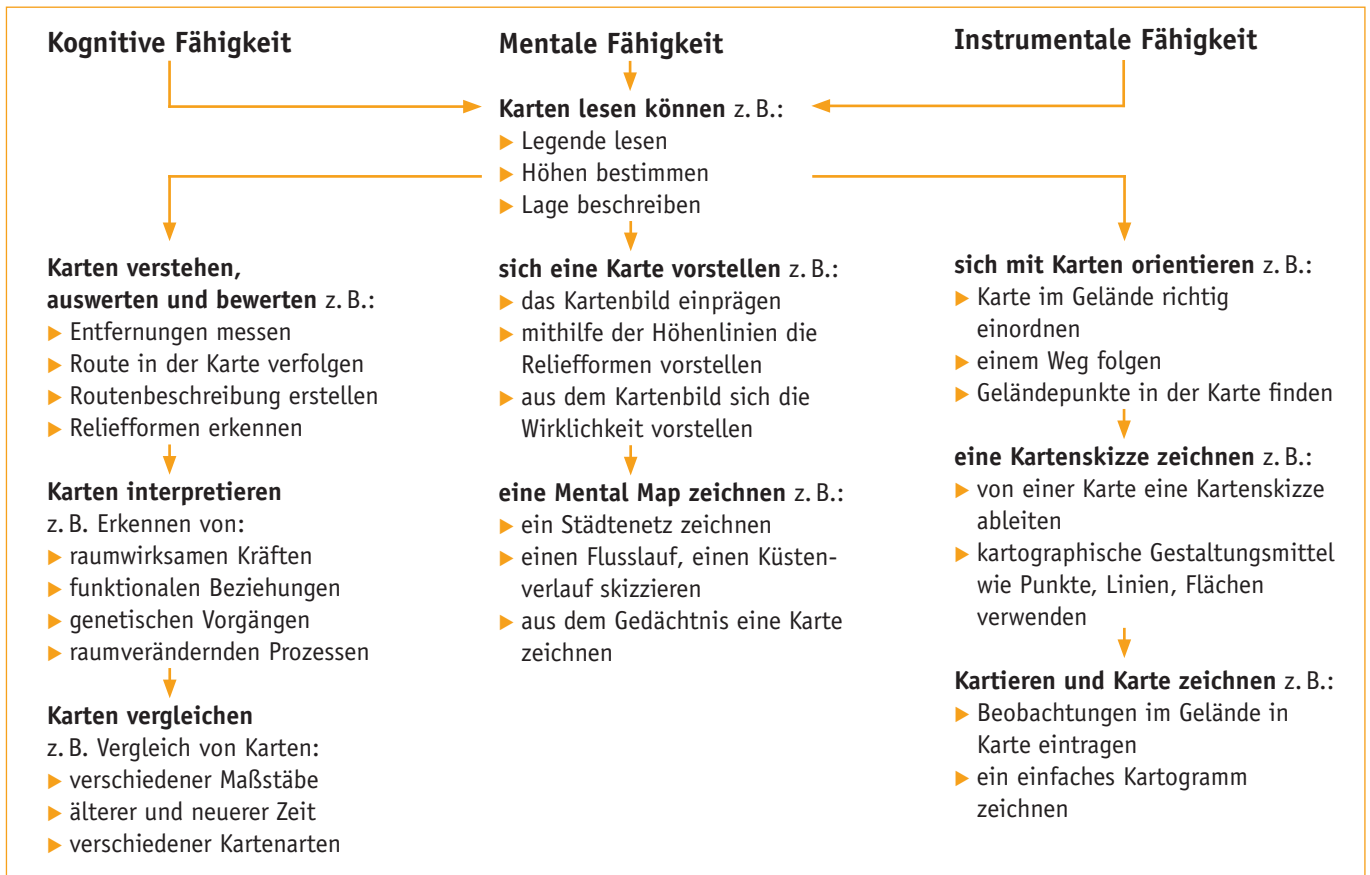 Kognitive Fähigkeit
Mentale Fähigkeit
Instrumentale Fähigkeit
Karten lesen können z. B.:
▶ Legende lesen
▶ Höhen bestimmen
▶ Lage beschreiben
Karten verstehen,
auswerten und bewerten z. B.:
▶ Entfernungen messen
▶ Route in der Karte verfolgen
▶ Routenbeschreibung erstellen
▶ Reliefformen erkennen
Karten interpretieren
z. B. Erkennen von:
▶ raumwirksamen Kräften
▶ funktionalen Beziehungen
▶ genetischen Vorgängen
▶ raumverändernden Prozessen
Karten vergleichen
z. B. Vergleich von Karten:
▶ verschiedener Maßstäbe
▶ älterer und neuerer Zeit
▶ verschiedener Kartenarten
sich eine Karte vorstellen z. B.:
▶ das Kartenbild einprägen
▶ mithilfe der Höhenlinien die
Reliefformen vorstellen
▶ aus dem Kartenbild sich die
Wirklichkeit vorstellen
eine Mental Map zeichnen z. B.:
▶ ein Städtenetz zeichnen
▶ einen Flusslauf, einen Küsten-
verlauf skizzieren
▶ aus dem Gedächtnis eine Karte
zeichnen
sich mit Karten orientieren z. B.:
▶ Karte im Gelände richtig
einordnen
▶ einem Weg folgen
▶ Geländepunkte in der Karte finden
eine Kartenskizze zeichnen z. B.:
▶ von einer Karte eine Kartenskizze
ableiten
▶ kartographische Gestaltungsmittel
wie Punkte, Linien, Flächen
verwenden
Kartieren und Karte zeichnen z. B.:
▶ Beobachtungen im Gelände in
Karte eintragen
▶ ein einfaches Kartogramm
zeichnen